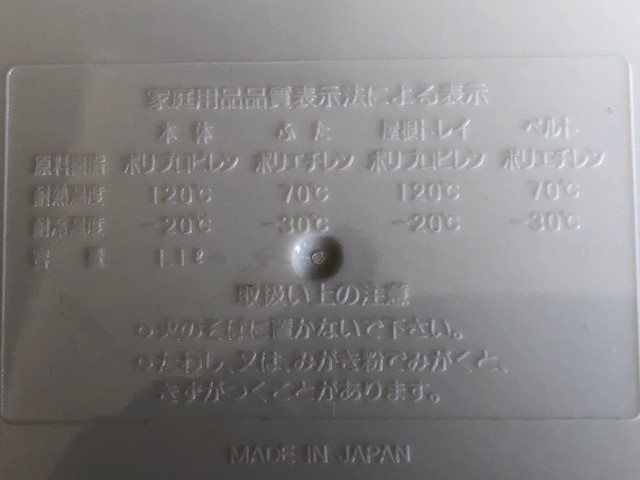 家庭用品品質表示法による表示
本体 ふた 屋根トレイ ベルト
原料樹脂 ポリプロピレン ポリエチレン ポリプロピレン ポリエチレン
耐熱温度 120℃ 70℃ 120℃ 70℃
耐冷温度 −20℃ −30℃ −20℃ −30℃
容量 1.1ℓ
取扱い上の注意
○火のそばに置かないで下さい。
○たわし、又は、みがき粉でみがくと、
きずがつくことがあります。
MADE IN JAPAN